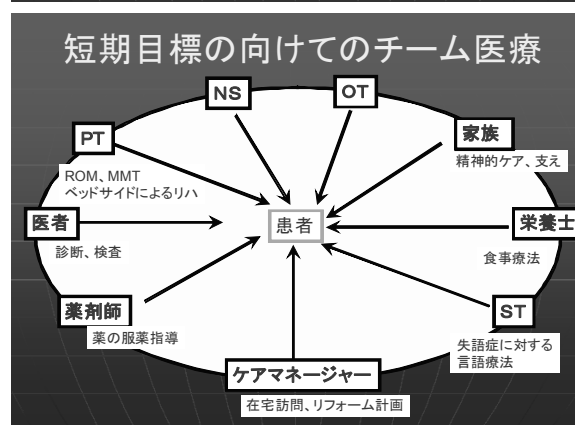 短期目標の向けてのチーム医療
NS
OT
PT
ROM、MMT
ベッドサイドによるリハ
家族
精神的ケア、支え
医者
診断、検査
患者
栄養士
食事療法
薬剤師
薬の服薬指導
ST
失語症に対する
言語療法
ケアマネージャー
在宅訪問、リフォーム計画